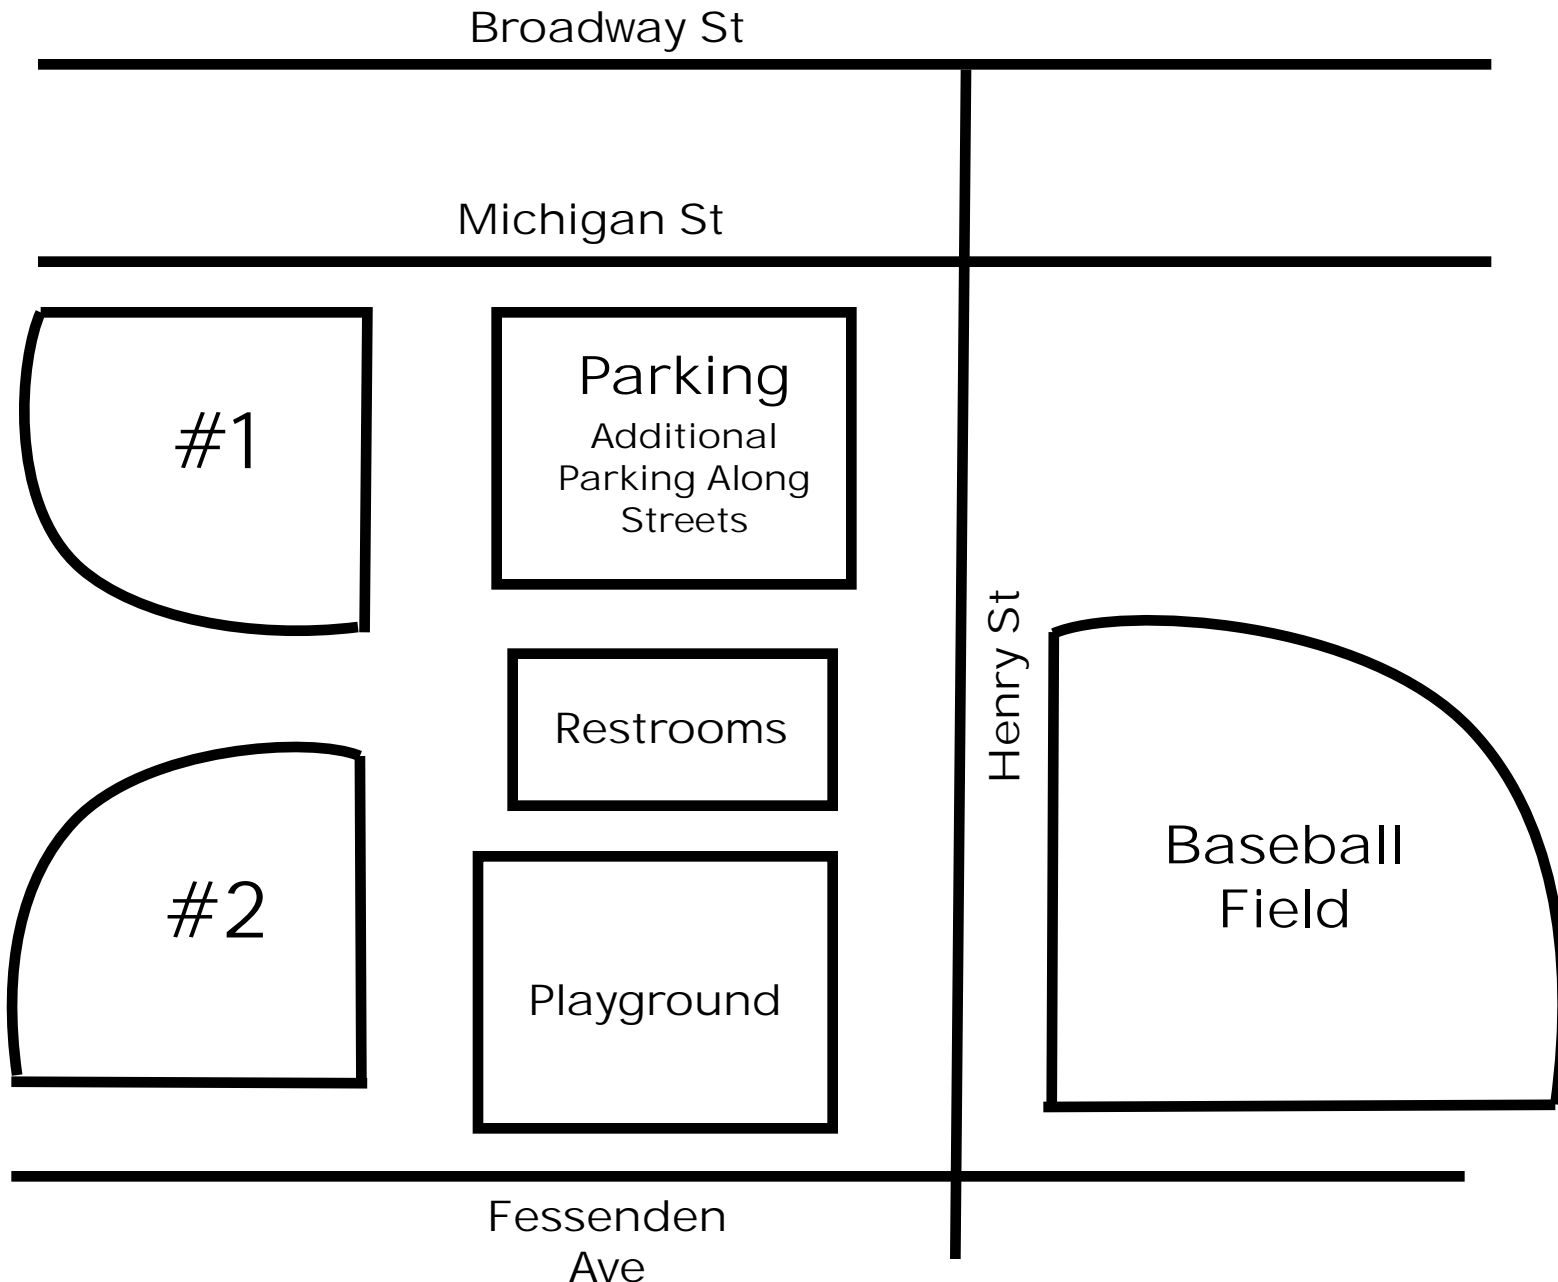 Broadway St
Michigan St
Parking
Additional
Parking Along
Streets
#1
Henry St
Restrooms
Baseball
Field
#2
Playground
Fessenden
Ave